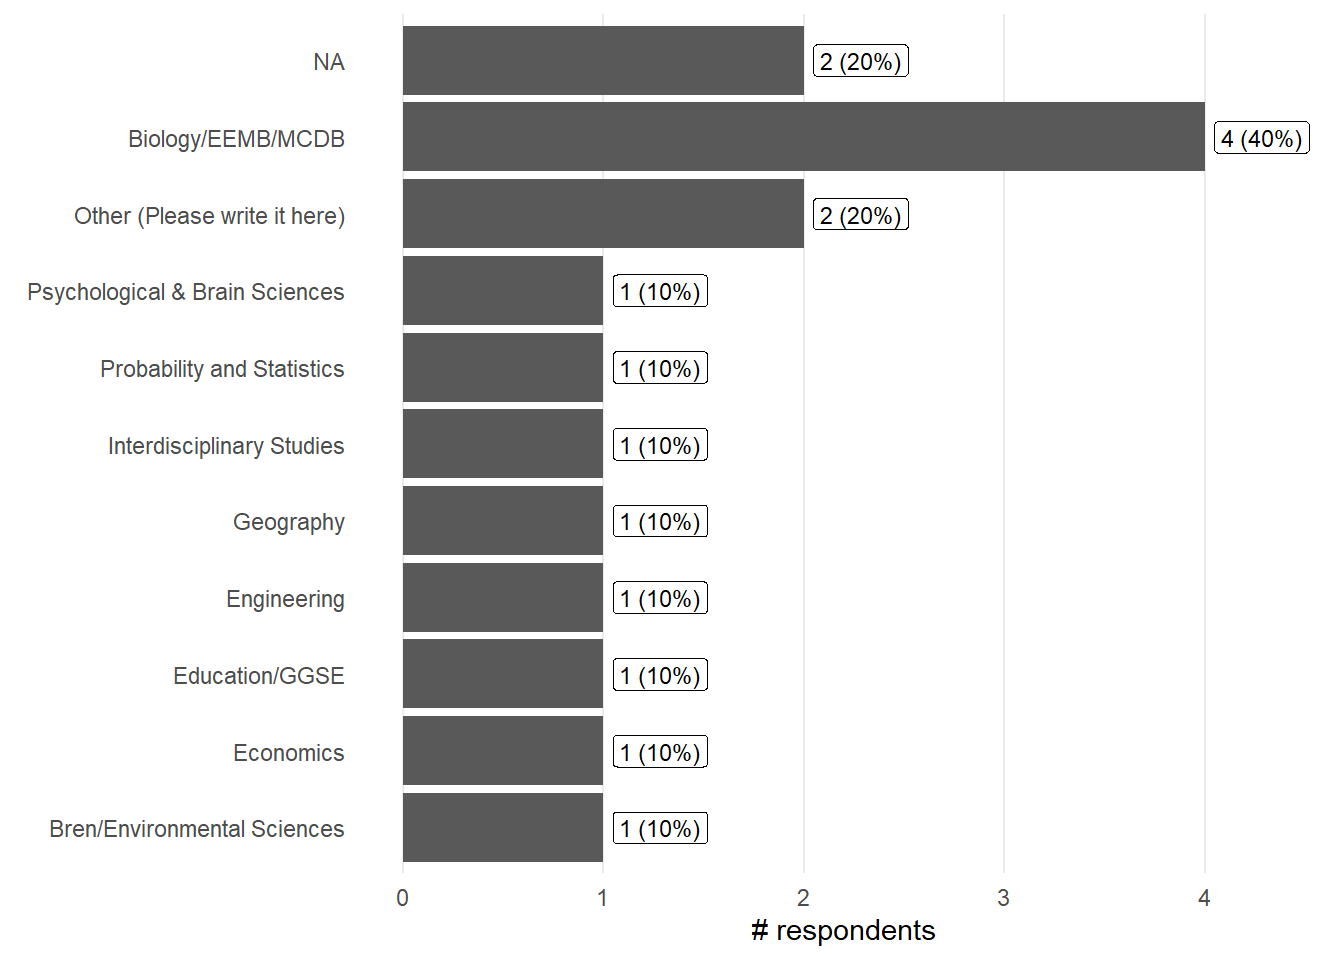 NA
2 (20%)
Biology/EEMB/MCDB
4 (40%)
Other (Please write it here)
2 (20%)
Psychological & Brain Sciences
1 (10%)
Probability and Statistics
1 (10%)
Interdisciplinary Studies
1 (10%)
Geography
1 (10%)
Engineering
1 (10%)
Education/GGSE
1 (10%)
Economics
1 (10%)
Bren/Environmental Sciences
1 (10%)
0 1 2 3 4
# respondents